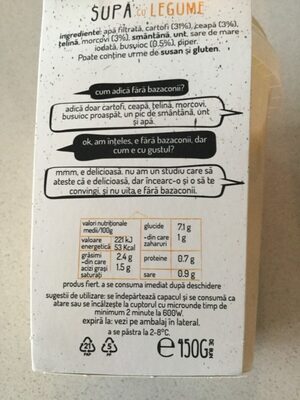 SUPĂ cu LEGUME
ingrediente: apă filtrată, cartofi (31%), ceapă (3%),
țelină, morcovi (3%), smântână, unt, sare de mare
iodată, busuioc (0.5%), piper.
Poate conține urme de susan și gluten.
cum adică fără bazaconii?
adică doar cartofi, ceapă, țelină, morcovi,
busuioc proaspăt, un pic de smântână, unt
și apă.
ok, am înțeles, e fără bazaconii, dar
cum e cu gustul?
mmm, e delicioasă. nu am un studiu care să
ateste că e delicioasă, dar încearc-o și o să te
convingi. și nu uita, e fără bazaconii.
valori nutriționale
medii/100g
valoare energetică 221 kJ 53 Kcal
grăsimi 2.4 g
-din care acizi grași saturați 1.5 g
glucide 7.1 g
-din care zaharuri 1 g
proteine 0.7 g
sare 0.9 g
produs fiert, a se consuma imediat după deschidere
sugestii de utilizare: se îndepărtează capacul și se consumă ca
atare sau se încălzește la cuptorul cu microunde timp de
minimum 2 minute la 600W.
expiră la: vezi pe ambalaj în lateral.
a se păstra la 2-8°C.
21 PAP
5 PP
e 450G